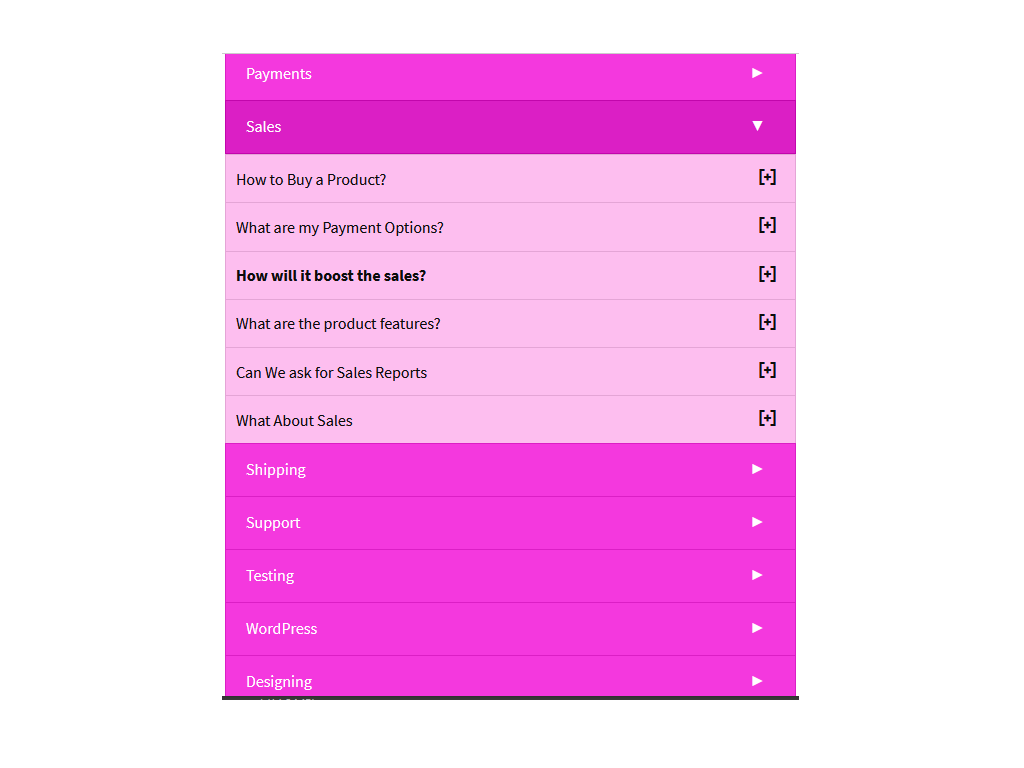 Payments
Sales
How to Buy a Product?
What are my Payment Options?
How will it boost the sales?
What are the product features?
Can We ask for Sales Reports
What About Sales
Shipping
Support
Testing
WordPress
Designing